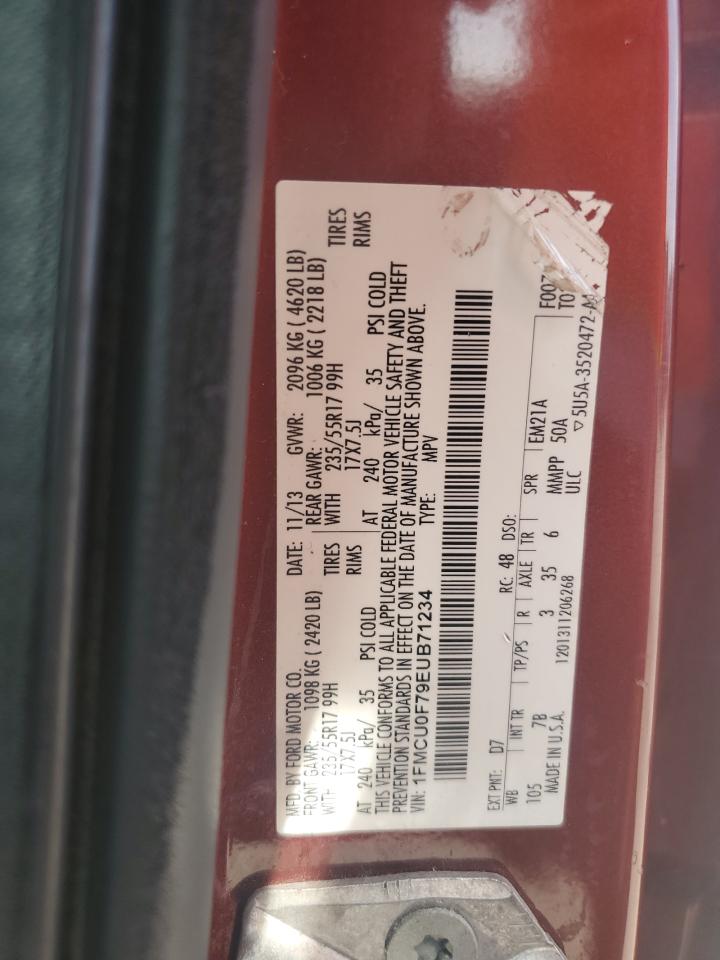 MFD. BY FORD MOTOR CO. DATE: 11/13 GVWR: 2096 KG ( 4620 LB)
FRONT GAWR: 1098 KG ( 2420 LB) REAR GAWR: 1006 KG ( 2218 LB)
WITH 235/55R17 99H TIRES WITH 235/55R17 99H TIRES
17X7.5J RIMS 17X7.5J RIMS
AT 240 kPa/ 35 PSI COLD AT 240 kPa/ 35 PSI COLD
THIS VEHICLE CONFORMS TO ALL APPLICABLE FEDERAL MOTOR VEHICLE SAFETY AND THEFT
PREVENTION STANDARDS IN EFFECT ON THE DATE OF MANUFACTURE SHOWN ABOVE.
VIN: 1FMCU0F79EUB71234 TYPE: MPV
EXT PNT: D7 RC: 48 DSO: F007
WB INT TR TP/PS R AXLE TR SPR EM21A
105 7B 3 35 6 MMPP 50A
MADE IN U.S.A. 1201311206268 ULC ▽5U5A-3520472-